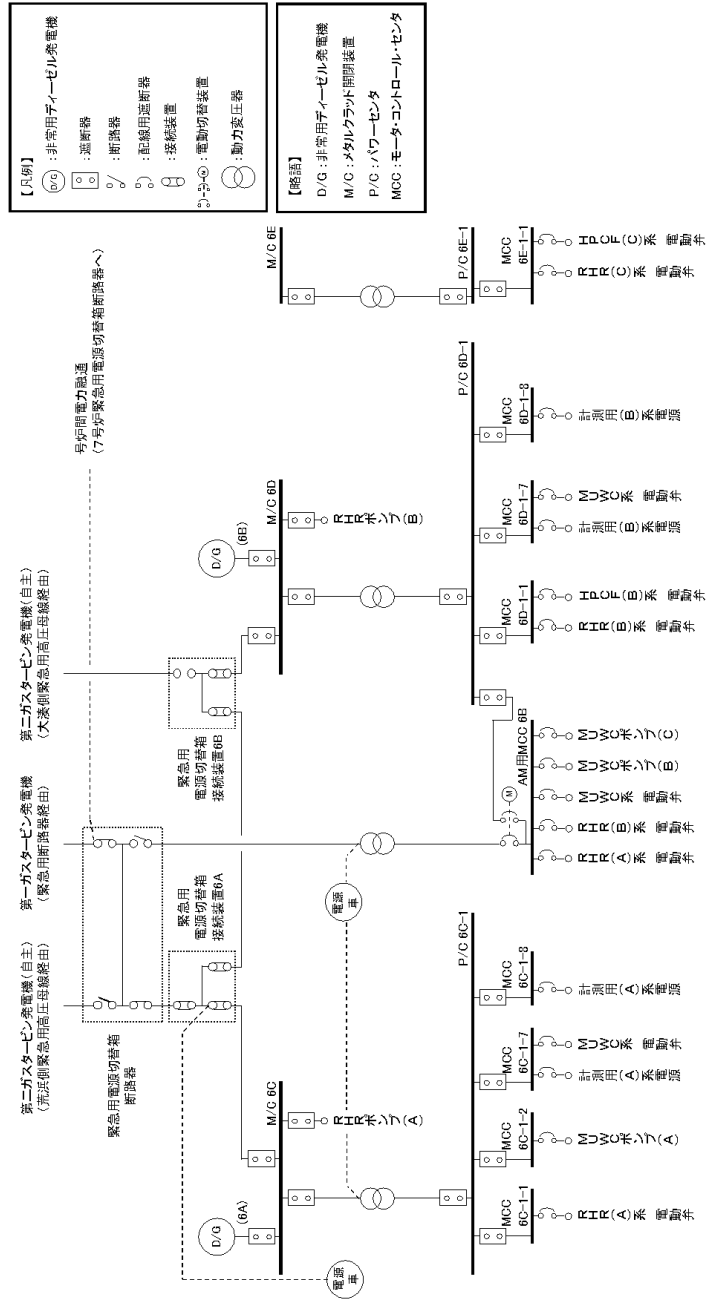 第二ガスタービン発電機(自主)
(荒浜側緊急用高圧母線経由)
第一ガスタービン発電機
(緊急断路器経由)
第二ガスタービン発電機(自主)
(大湊側緊急用高圧母線経由)
号炉間電力融通
(7号炉緊急用電源切替箱断路器へ)
緊急用電源切替箱
断路器
緊急用
電源切替箱
接続装置6A
緊急用
電源切替箱
接続装置6B
D/G
(6A)
M/C 6C
RHRポンプ(A)
電源
車
電源
車
D/G
(6B)
M/C 6D
RHRポンプ(B)
M/C 6E
P/C 6C-1
MCC
6C-1-1
RHR(A)系 電動弁
MCC
6C-1-2
MUWCポンプ(A)
MCC
6C-1-7
計測用(A)系電源
MUWC系 電動弁
MCC
6C-1-8
計測用(A)系電源
AM用MCC 6B
M
RHR(A)系 電動弁
RHR(B)系 電動弁
MUWC系 電動弁
MUWCポンプ(B)
MUWCポンプ(C)
P/C 6D-1
MCC
6D-1-1
RHR(B)系 電動弁
HPCF(B)系 電動弁
MCC
6D-1-7
計測用(B)系電源
MUWC系 電動弁
MCC
6D-1-8
計測用(B)系電源
P/C 6E-1
MCC
6E-1-1
RHR(C)系 電動弁
HPCF(C)系 電動弁
【凡例】
D/G :非常用ディーゼル発電機
:遮断器
:断路器
:配線用遮断器
:接続装置
M :電動切替装置
:動力変圧器
【略語】
D/G :非常用ディーゼル発電機
M/C :メタルクラッド開閉装置
P/C :パワーセンタ
MCC :モータ・コントロール・センタ